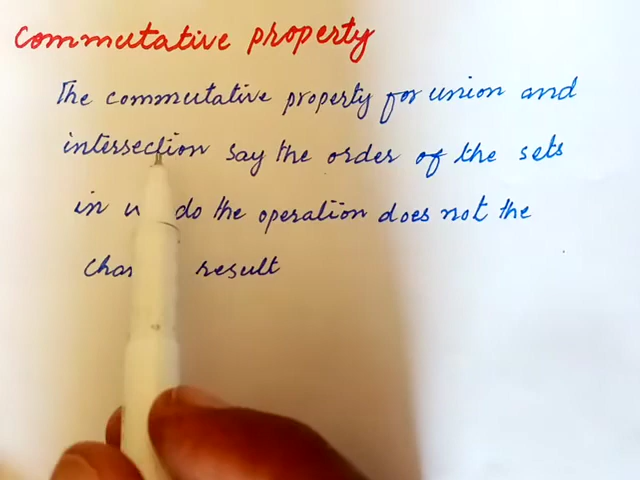 Commutative property
The commutative property for union and
intersection say the order of the sets
in do the operation does not the
result